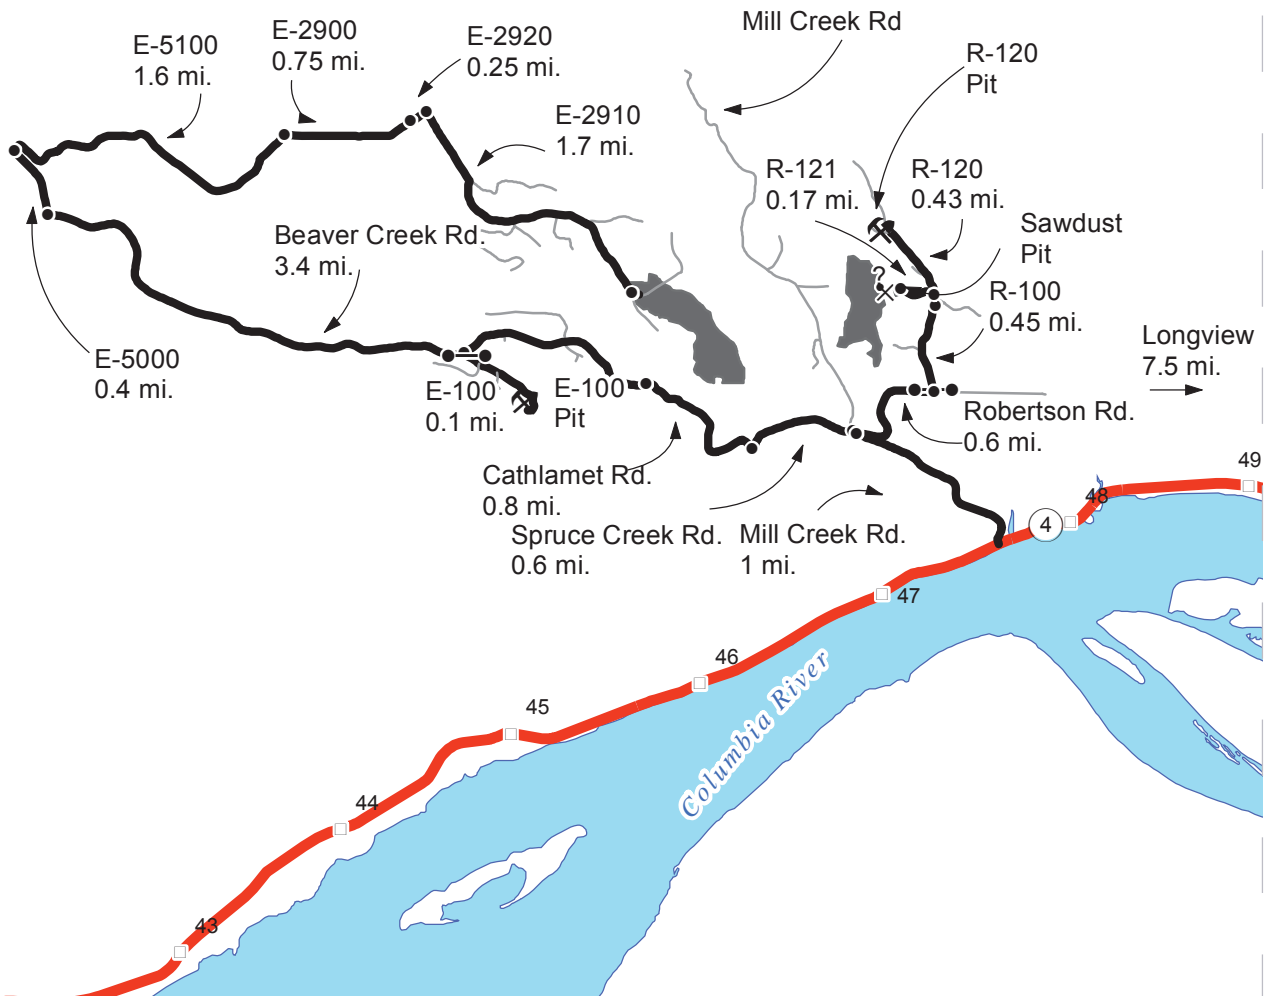 Mill Creek Rd
E-2900
0.75 mi.
E-2920
0.25 mi.
E-5100
1.6 mi.
R-120
Pit
E-2910
1.7 mi.
R-121
0.17 mi.
R-120
0.43 mi.
Sawdust
Pit
Beaver Creek Rd.
3.4 mi.
?
R-100
0.45 mi.
Longview
7.5 mi.
E-5000
0.4 mi.
E-100
0.1 mi.
E-100
Pit
Robertson Rd.
0.6 mi.
Cathlamet Rd.
0.8 mi.
Spruce Creek Rd.
0.6 mi.
Mill Creek Rd.
1 mi.
49
48
4
47
46
45
44
43
Columbia River